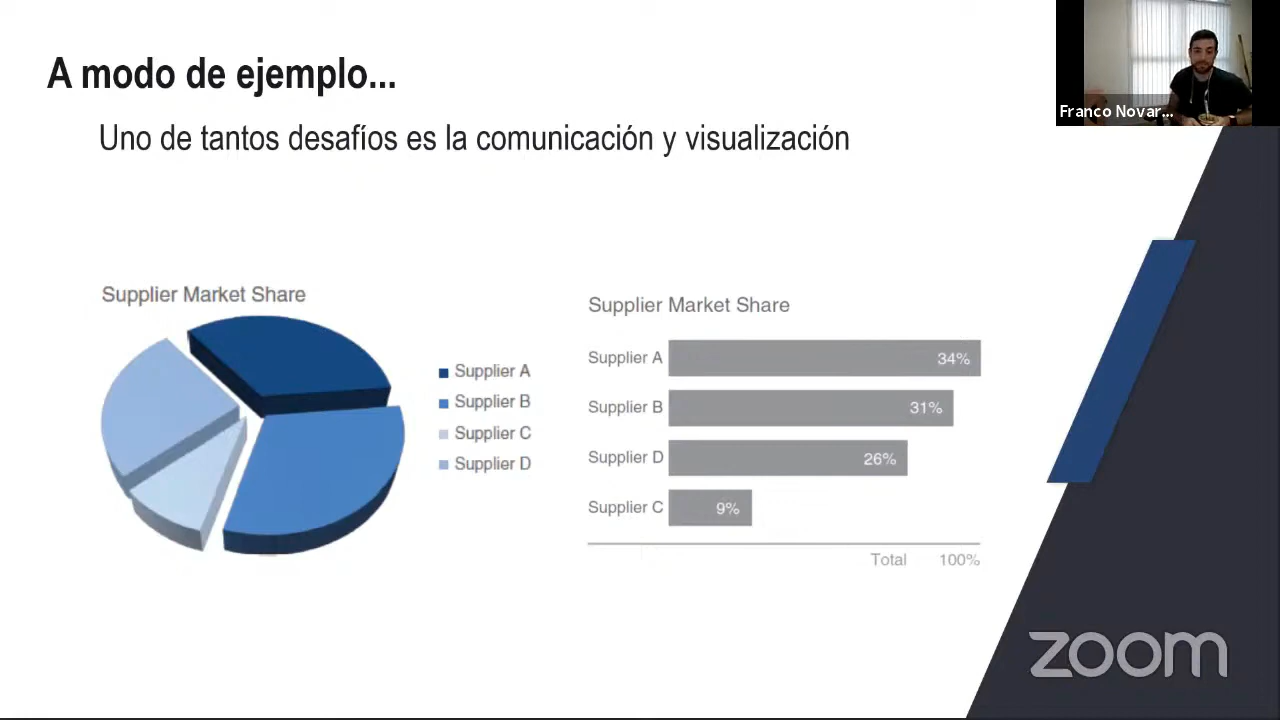 A modo de ejemplo...
Uno de tantos desafíos es la comunicación y visualización
Franco Novar...
Supplier Market Share
Supplier A
Supplier B
Supplier C
Supplier D
Supplier Market Share
Supplier A 34%
Supplier B 31%
Supplier D 26%
Supplier C 9%
Total 100%
zoom